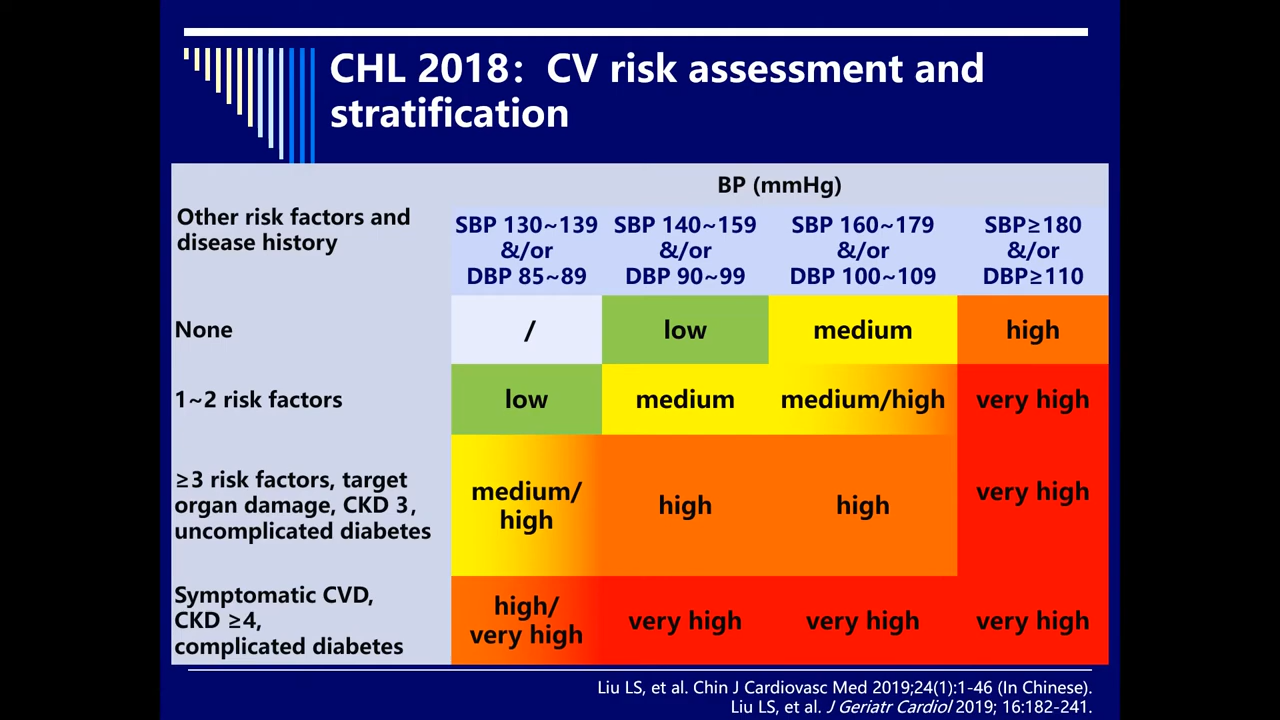 CHL 2018： CV risk assessment and
stratification
BP (mmHg)
Other risk factors and
disease history
SBP 130~139
&/or
DBP 85~89
SBP 140~159
&/or
DBP 90~99
SBP 160~179
&/or
DBP 100~109
SBP≥180
&/or
DBP≥110
None
/
low
medium
high
1~2 risk factors
low
medium
medium/high
very high
≥3 risk factors, target
organ damage, CKD 3，
uncomplicated diabetes
medium/
high
high
high
very high
Symptomatic CVD,
CKD ≥4,
complicated diabetes
high/
very high
very high
very high
very high
Liu LS, et al. Chin J Cardiovasc Med 2019;24(1):1-46 (In Chinese).
Liu LS, et al. J Geriatr Cardiol 2019; 16:182-241.